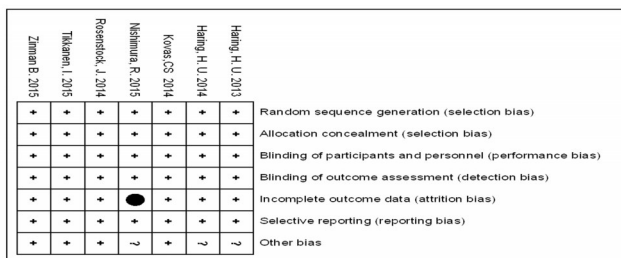 Zinman B. 2015
Tikkanen, I. 2015
Rosenstock, J. 2014
Nishimura, R. 2015
Kovas,CS 2014
Haring, H. U. 2014
Haring, H. U. 2013
+ + + + + + + Random sequence generation (selection bias)
+ + + + + + + Allocation concealment (selection bias)
+ + + + + + + Blinding of participants and personnel (performance bias)
+ + + + + + + Blinding of outcome assessment (detection bias)
+ + + + + + Incomplete outcome data (attrition bias)
+ + + + + + + Selective reporting (reporting bias)
+ + + ? + ? ? Other bias